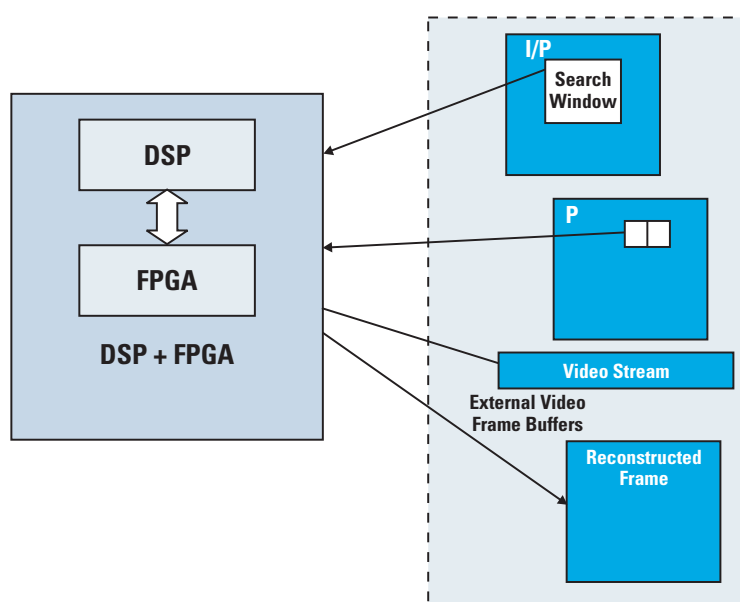 DSP
FPGA
DSP + FPGA
I/P
Search
Window
P
Video Stream
External Video
Frame Buffers
Reconstructed
Frame